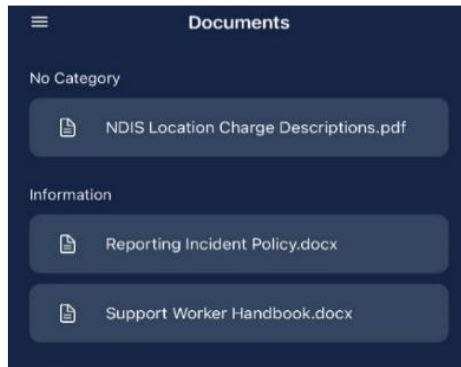 Documents
No Category
NDIS Location Charge Descriptions.pdf
Information
Reporting Incident Policy.docx
Support Worker Handbook.docx